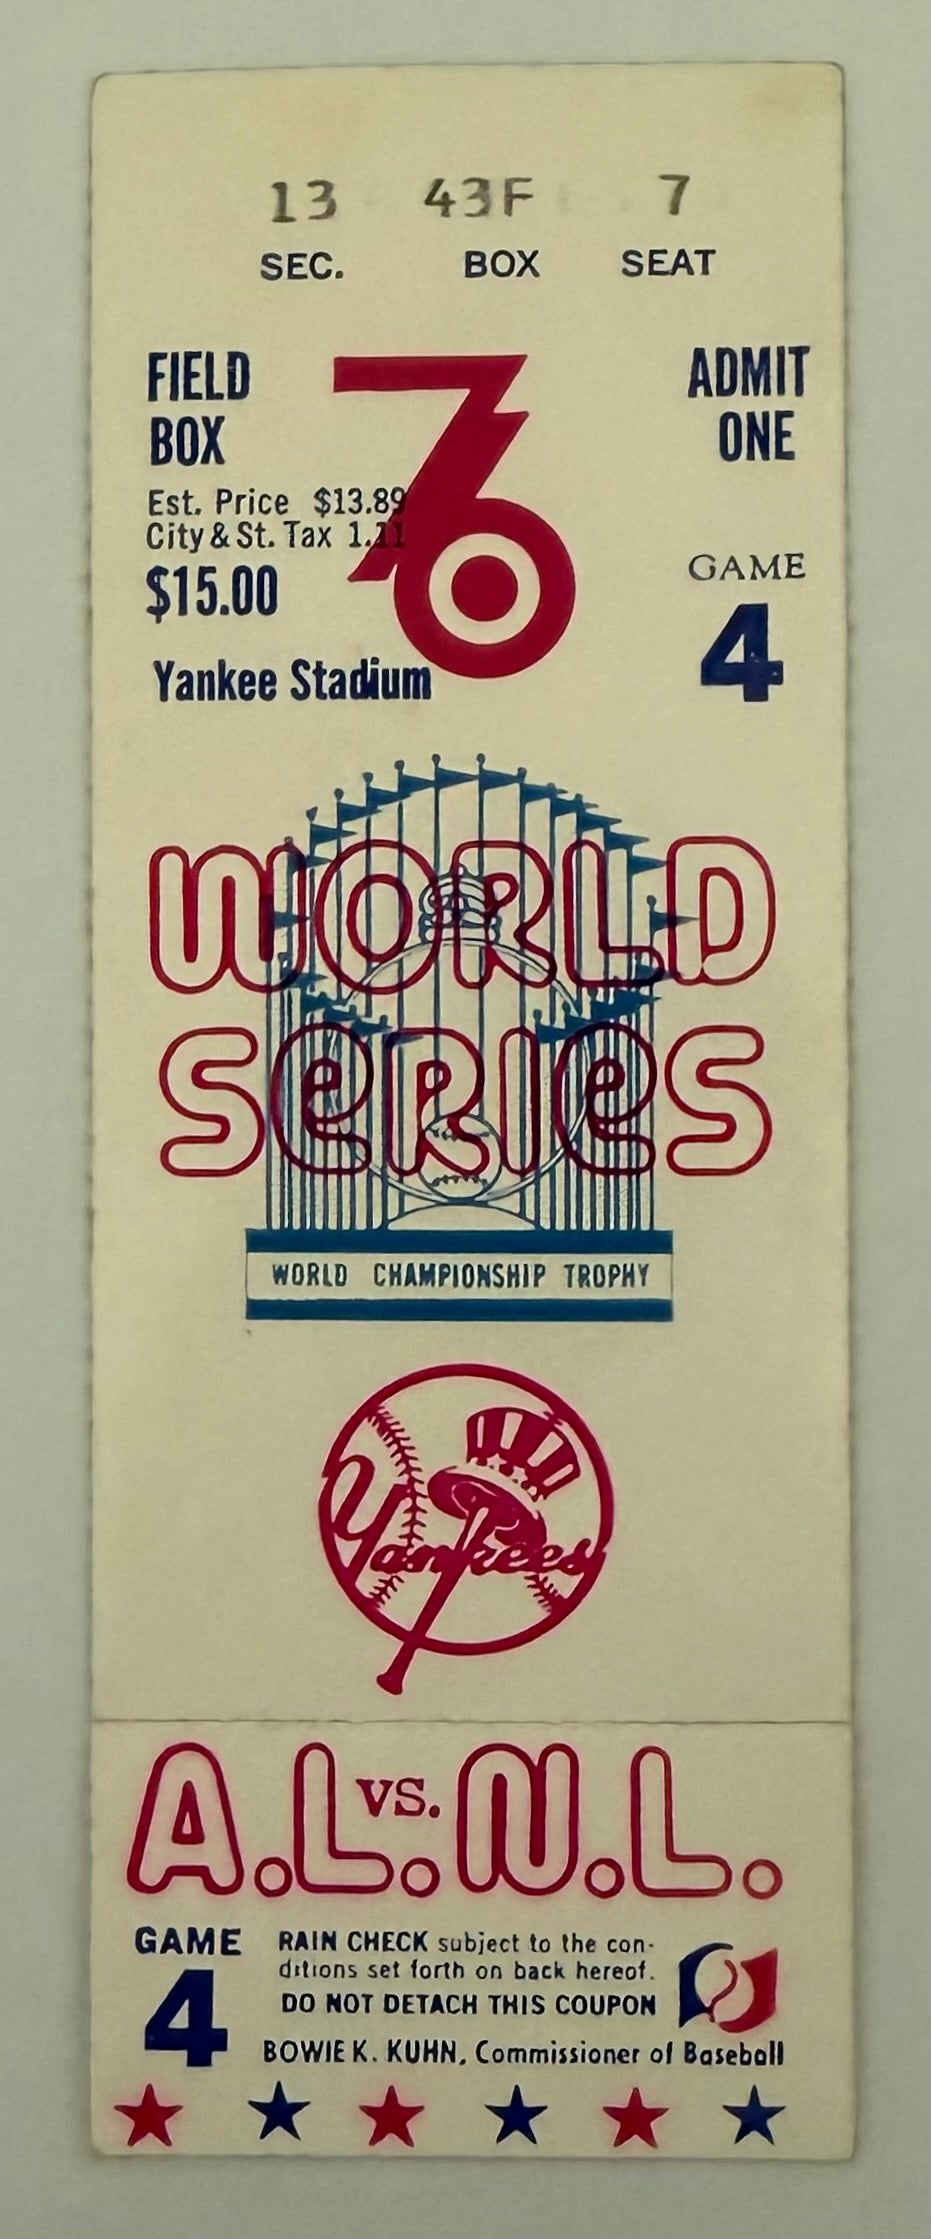 13 43F 7
SEC. BOX SEAT
FIELD
BOX
76
ADMIT
ONE
Est. Price $13.89
City & St. Tax 1.11
$15.00
GAME
4
Yankee Stadium
WORLD
SERIES
WORLD CHAMPIONSHIP TROPHY
Yankees
A.L. VS. N.L.
GAME
4
RAIN CHECK subject to the con-
ditions set forth on back hereof.
DO NOT DETACH THIS COUPON
BOWIE K. KUHN, Commissioner of Baseball